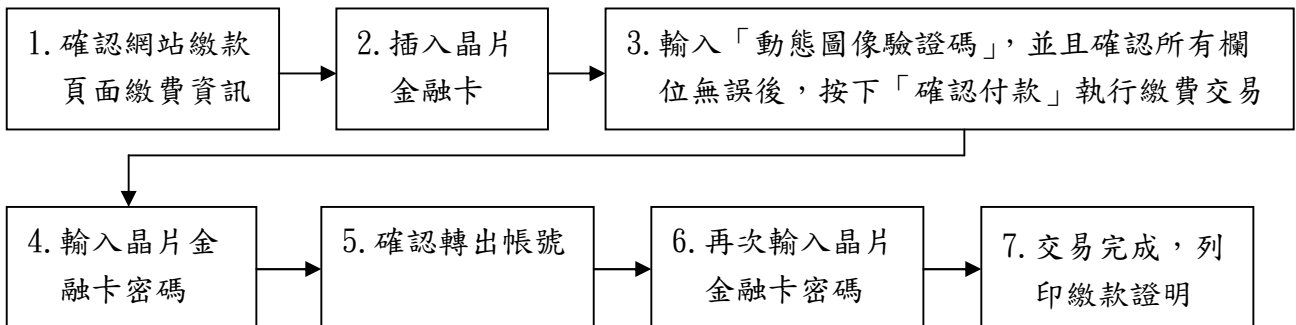 1.確認網站繳款
頁面繳費資訊
2.插入晶片
金融卡
3.輸入「動態圖像驗證碼」,並且確認所有欄
位無誤後,按下「確認付款」執行繳費交易
4.輸入晶片金
融卡密碼
5.確認轉出帳號
6.再次輸入晶片
金融卡密碼
7.交易完成,列
印繳款證明